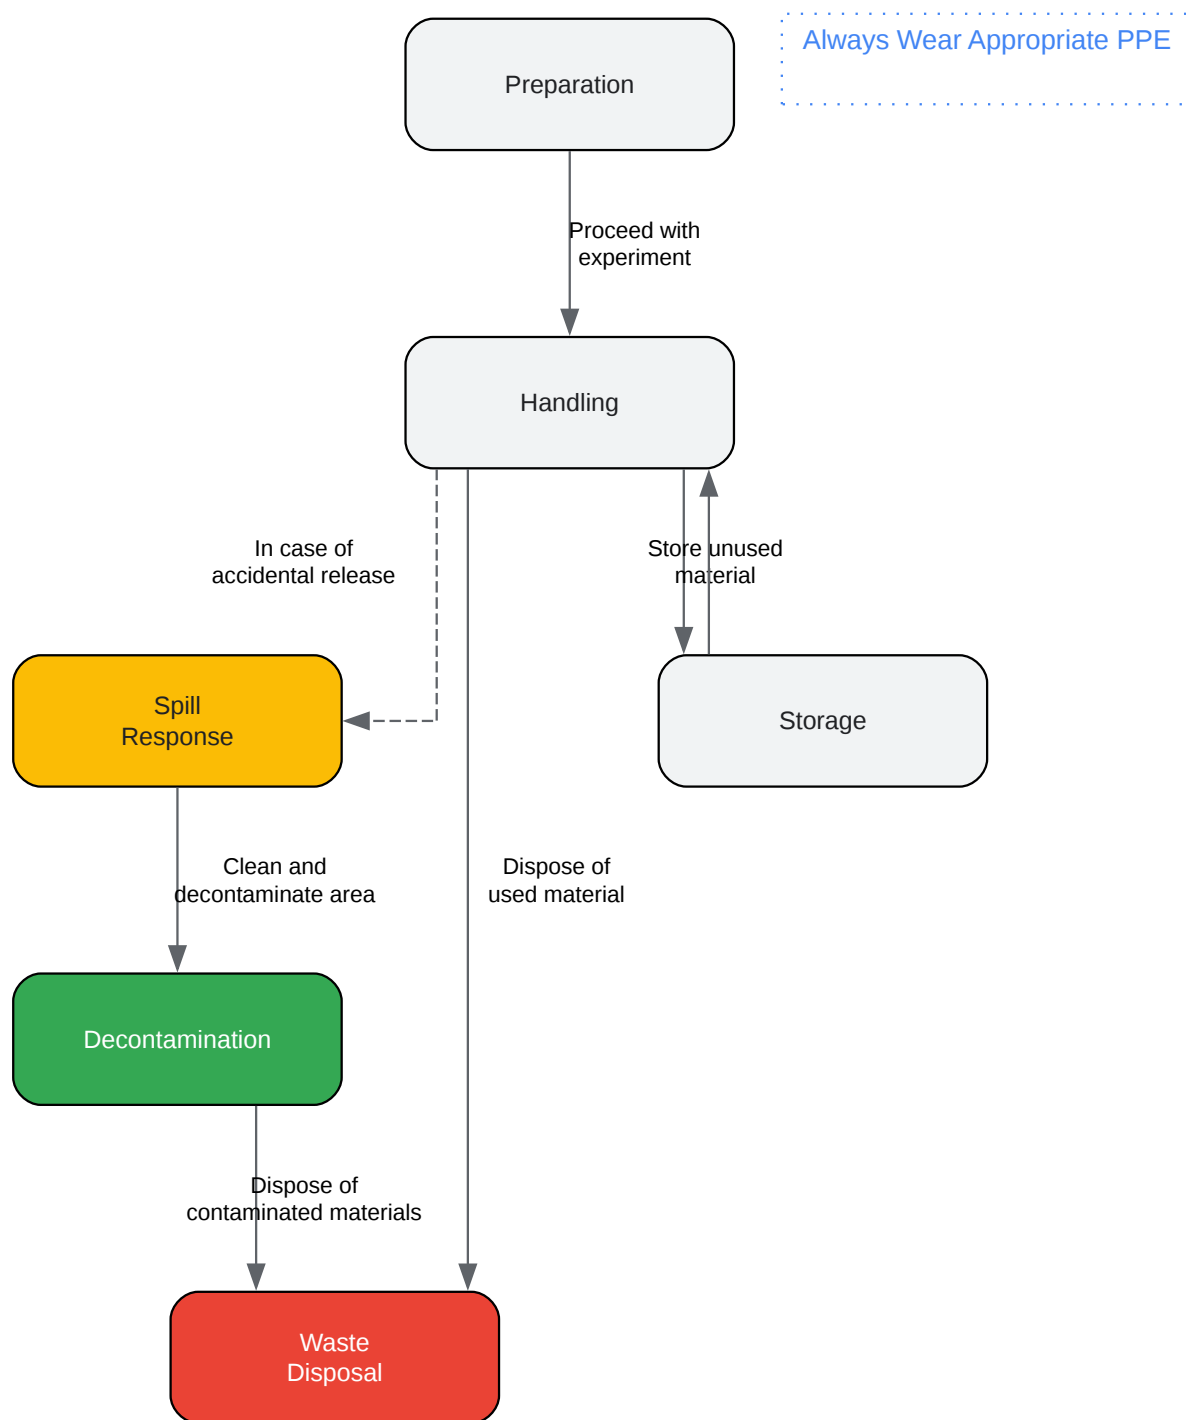 Always Wear Appropriate PPE
Preparation
Proceed with
experiment
Handling
In case of
accidental release
Store unused
material
Spill
Response
Storage
Clean and
decontaminate area
Dispose of
used material
Decontamination
Dispose of
contaminated materials
Waste
Disposal